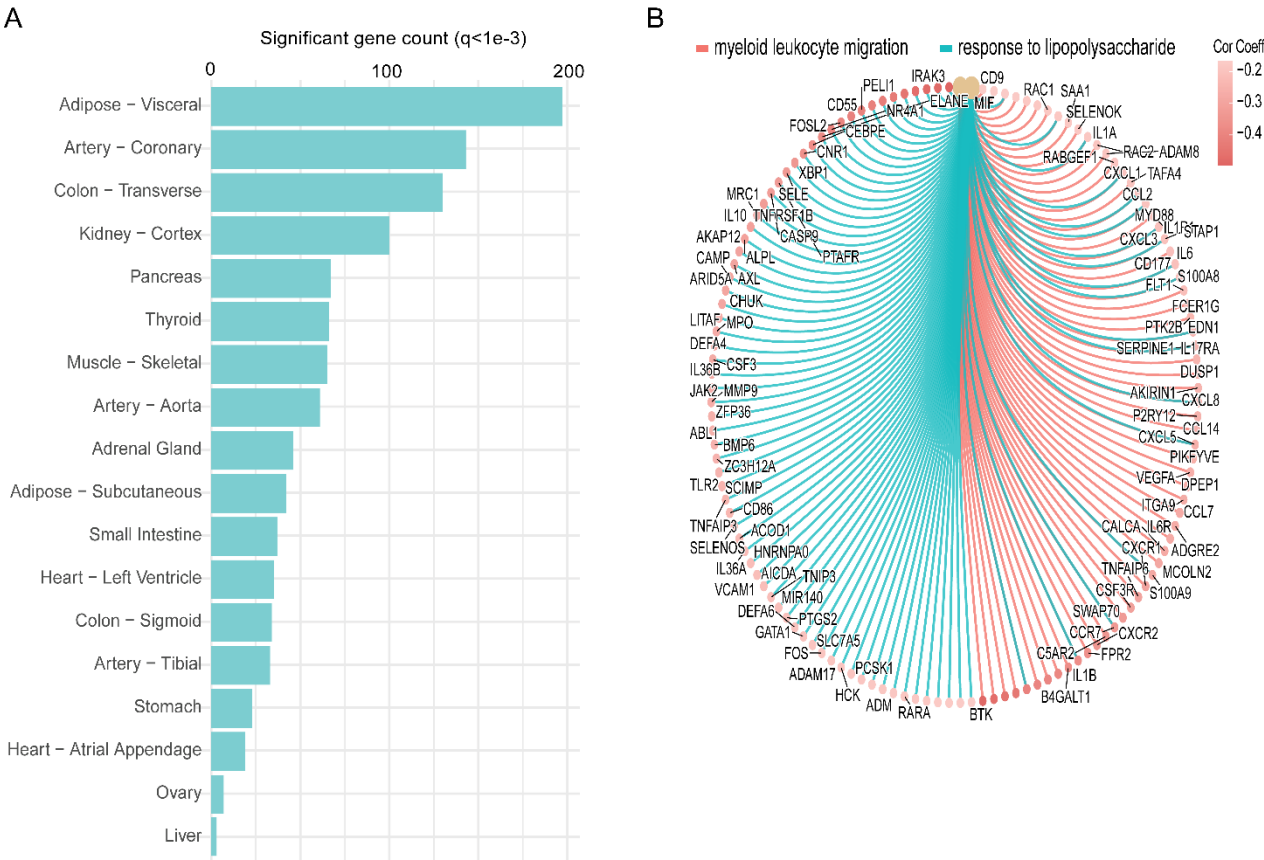 A
Significant gene count (q<1e-3)
0 100 200
Adipose − Visceral
Artery − Coronary
Colon − Transverse
Kidney − Cortex
Pancreas
Thyroid
Muscle − Skeletal
Artery − Aorta
Adrenal Gland
Adipose − Subcutaneous
Small Intestine
Heart − Left Ventricle
Colon − Sigmoid
Artery − Tibial
Stomach
Heart − Atrial Appendage
Ovary
Liver
B
myeloid leukocyte migration response to lipopolysaccharide
Cor Coeff
−0.2
−0.3
−0.4
IRAK3
PELI1
ELANE
CD55
NR4A1
FOSL2
CEBPE
CNR1
XBP1
SELE
MRC1
TNFRSF1B
IL10
CASP9
AKAP12
PTAFR
ALPL
CAMP
ARID5A
AXL
CHUK
LITAF
MPO
DEFA4
CSF3
IL36B
JAK2
MMP9
ZFP36
ABL1
BMP6
ZC3H12A
TLR2
SCIMP
CD86
TNFAIP3
ACOD1
SELENOS
HNRNPA0
IL36A
AICDA
TNIP3
VCAM1
MIR140
DEFA6
PTGS2
GATA1
SLC7A5
FOS
ADAM17
PCSK1
HCK
ADM
RARA
CD9
MIF
RAC1
SAA1
SELENOK
IL1A
RABGEF1
RAC2
ADAM8
CXCL1
TAFA4
CCL2
MYD88
STAP1
CXCL3
IL6
CD177
S100A8
FLT1
FCER1G
PTK2B
EDN1
SERPINE1
IL17RA
DUSP1
AKIRIN1
CXCL8
P2RY12
CCL14
CXCL5
PIKFYVE
VEGFA
DPEP1
ITGA9
CCL7
CALCA
IL6R
ADGRE2
CXCR1
MCOLN2
TNFAIP6
S100A9
CSF3R
SWAP70
CCR7
CXCR2
C5AR2
FPR2
IL1B
B4GALT1
BTK